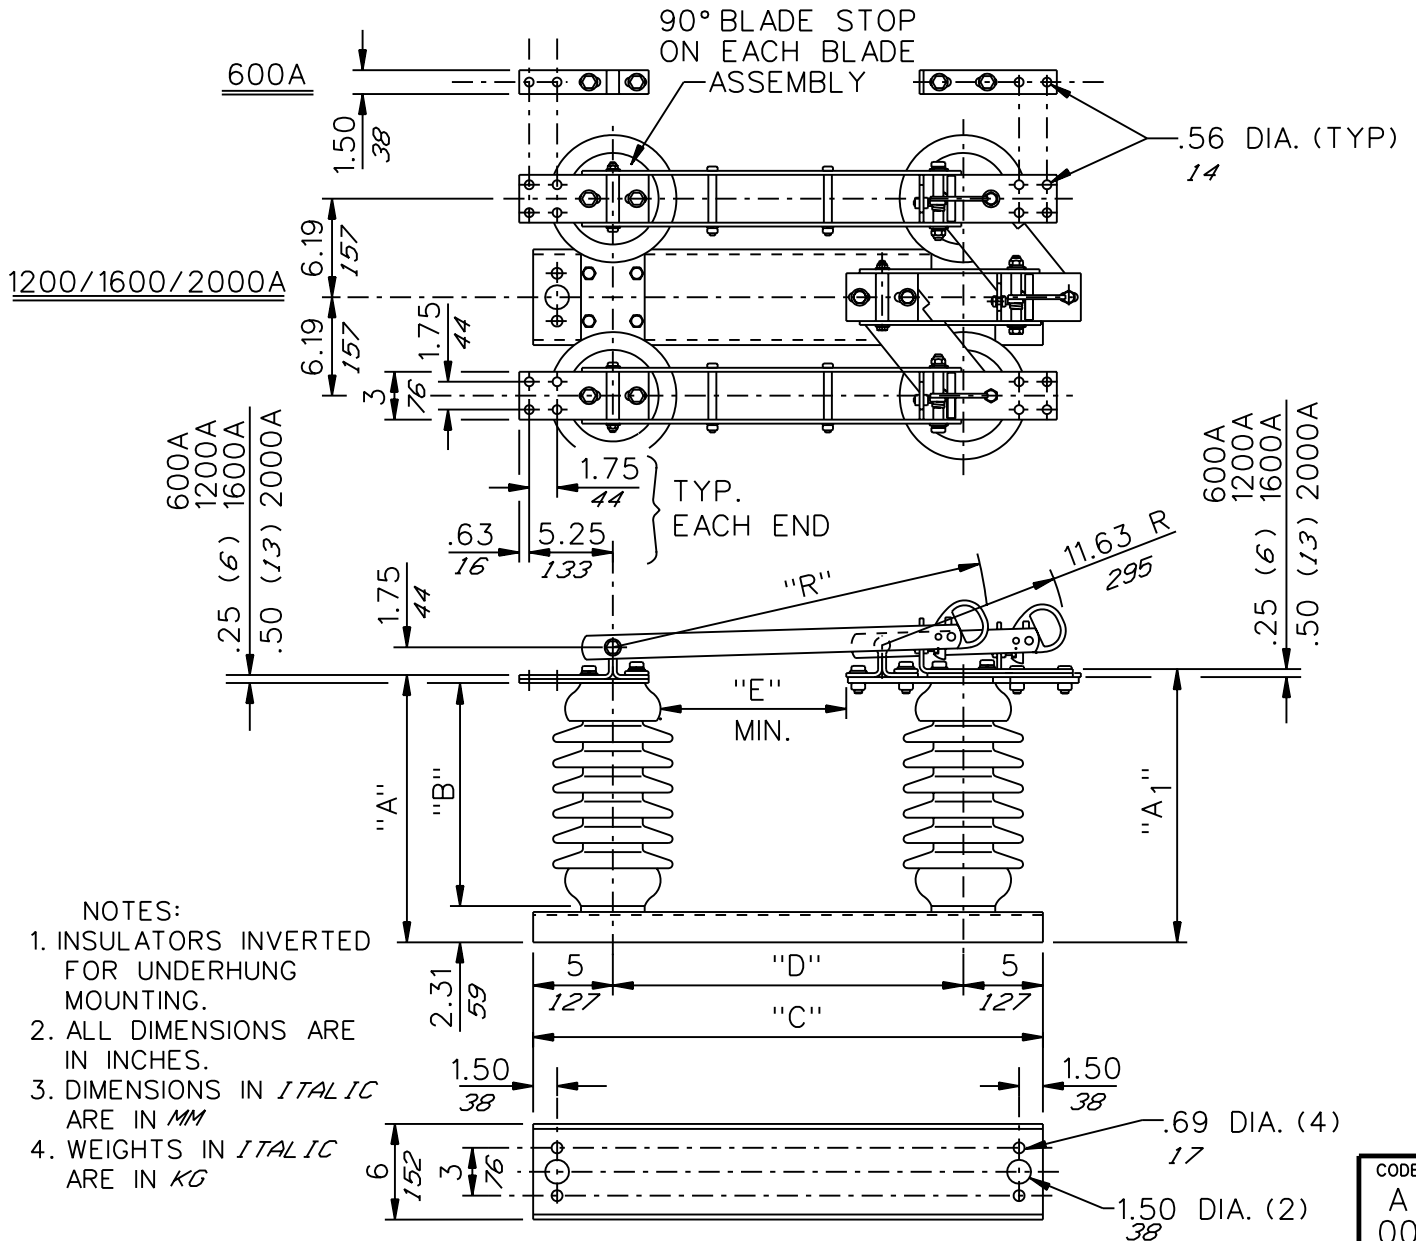 90° BLADE STOP
ON EACH BLADE
ASSEMBLY
600A
1.50
38
.56 DIA. (TYP)
14
6.19
157
1200/1600/2000A
6.19
157
1.75
44
3
76
600A
1200A
.25 (6) 1600A
.50 (13) 2000A
1.75
44
TYP.
EACH END
.63
16
5.25
133
600A
1200A
.25 (6) 1600A
.50 (13) 2000A
11.63 R
295
"R"
1.75
44
"E"
MIN.
"A"
"B"
"A1"
NOTES:
1. INSULATORS INVERTED
FOR UNDERHUNG
MOUNTING.
2. ALL DIMENSIONS ARE
IN INCHES.
3. DIMENSIONS IN ITALIC
ARE IN MM
4. WEIGHTS IN ITALIC
ARE IN KG
2.31
59
5
127
"D"
5
127
"C"
1.50
38
1.50
38
6
152
3
76
.69 DIA. (4)
17
1.50 DIA. (2)
38
CODE
A
00